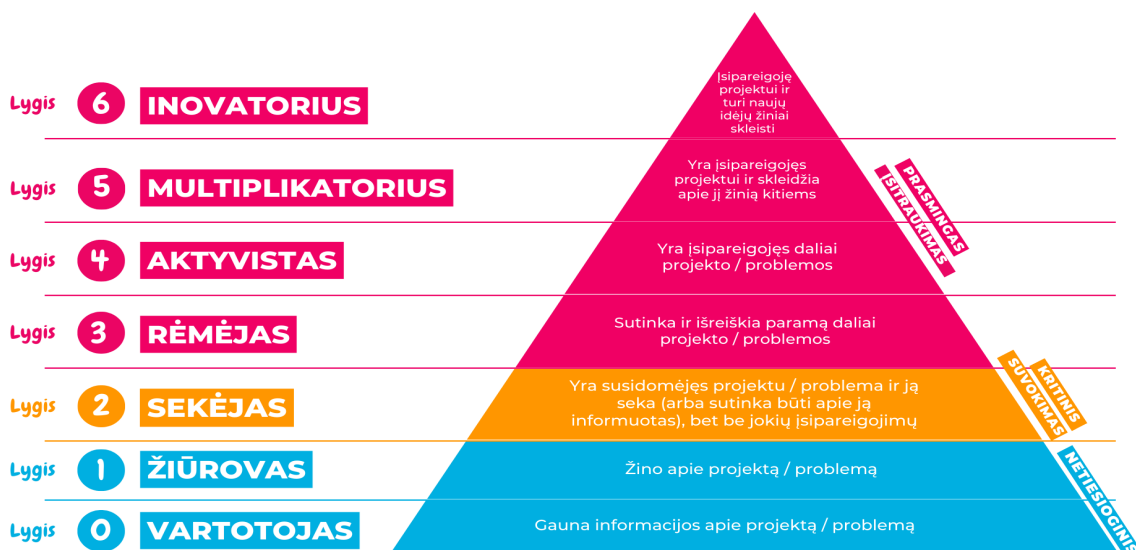 Lygis 6 INOVATORIUS
Įsipareigoję
projektui ir
turi naujų
idėjų žiniai
skleisti
Lygis 5 MULTIPLIKATORIUS
Yra įsipareigojęs
projektui ir skleidžia
apie jį žinią kitiems
PRASMINGAS
ĮSITRAUKIMAS
Lygis 4 AKTYVISTAS
Yra įsipareigojęs daliai
projekto / problemos
Lygis 3 RĖMĖJAS
Sutinka ir išreiškia paramą daliai
projekto / problemos
Lygis 2 SEKĖJAS
Yra susidomėjęs projektu / problema ir ją
seka (arba sutinka būti apie ją
informuotas), bet be jokių įsipareigojimų
KRITINIS
SUVOKIMAS
Lygis 1 ŽIŪROVAS
Žino apie projektą / problemą
NETIESIOGINIS
Lygis 0 VARTOTOJAS
Gauna informacijos apie projektą / problemą